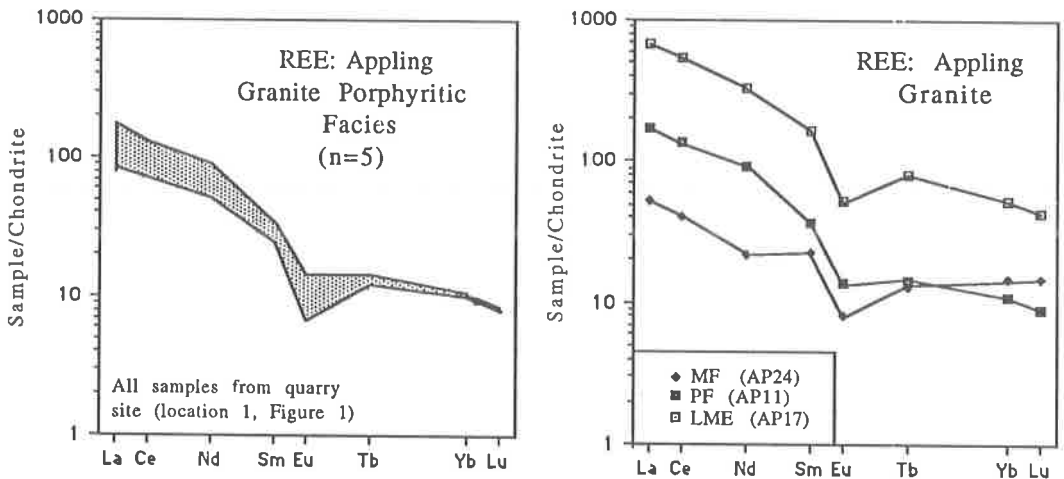 1000
100
10
1
Sample/Chondrite
REE: Appling
Granite Porphyritic
Facies
(n=5)
All samples from quarry
site (location 1, Figure 1)
La Ce Nd Sm Eu Tb Yb Lu
1000
100
10
1
Sample/Chondrite
REE: Appling
Granite
MF (AP24)
PF (AP11)
LME (AP17)
La Ce Nd Sm Eu Tb Yb Lu